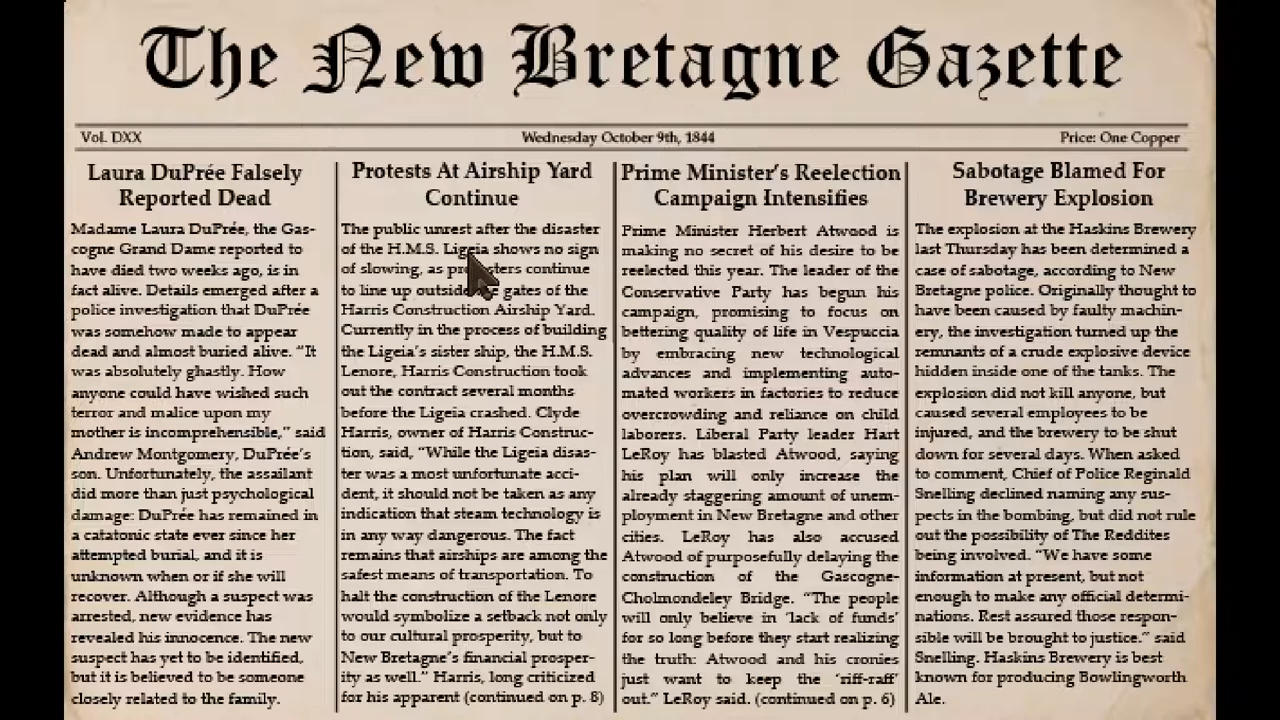 The New Bretagne Gazette
Vol. DXX
Wednesday October 9th, 1844
Price: One Copper
Laura DuPrée Falsely
Reported Dead
Madame Laura DuPrée, the Gas-
cogne Grand Dame reported to
have died two weeks ago, is in
fact alive. Details emerged after a
police investigation that DuPrée
was somehow made to appear
dead and almost buried alive. “It
was absolutely ghastly. How
anyone could have wished such
terror and malice upon my
mother is incomprehensible,” said
Andrew Montgomery, DuPrée’s
son. Unfortunately, the assailant
did more than just psychological
damage: DuPrée has remained in
a catatonic state ever since her
attempted burial, and it is
unknown when or if she will
recover. Although a suspect was
arrested, new evidence has
revealed his innocence. The new
suspect has yet to be identified,
but it is believed to be someone
closely related to the family.
Protests At Airship Yard
Continue
The public unrest after the disaster
of the H.M.S. Ligeia shows no sign
of slowing, as continue
to line up gates of the
Harris Construction Airship Yard.
Currently in the process of building
the Ligeia’s sister ship, the H.M.S.
Lenore, Harris Construction took
out the contract several months
before the Ligeia crashed. Clyde
Harris, owner of Harris Construc-
tion, said, “While the Ligeia disas-
ter was a most unfortunate acci-
dent, it should not be taken as any
indication that steam technology is
in any way dangerous. The fact
remains that airships are among the
safest means of transportation. To
halt the construction of the Lenore
would symbolize a setback not only
to our cultural prosperity, but to
New Bretagne’s financial prosper-
ity as well.” Harris, long criticized
for his apparent (continued on p. 8)
Prime Minister’s Reelection
Campaign Intensifies
Prime Minister Herbert Atwood is
making no secret of his desire to be
reelected this year. The leader of the
Conservative Party has begun his
campaign, promising to focus on
bettering quality of life in Vespuccia
by embracing new technological
advances and implementing auto-
mated workers in factories to reduce
overcrowding and reliance on child
laborers. Liberal Party leader Hart
LeRoy has blasted Atwood, saying
his plan will only increase the
already staggering amount of unem-
ployment in New Bretagne and other
cities. LeRoy has also accused
Atwood of purposefully delaying the
construction of the Gascogne-
Cholmondeley Bridge. “The people
will only believe in ‘lack of funds’
for so long before they start realizing
the truth: Atwood and his cronies
just want to keep the ‘riff-raff’
out.” LeRoy said. (continued on p. 6)
Sabotage Blamed For
Brewery Explosion
The explosion at the Haskins Brewery
last Thursday has been determined a
case of sabotage, according to New
Bretagne police. Originally thought to
have been caused by faulty machin-
ery, the investigation turned up the
remnants of a crude explosive device
hidden inside one of the tanks. The
explosion did not kill anyone, but
caused several employees to be
injured, and the brewery to be shut
down for several days. When asked
to comment, Chief of Police Reginald
Snelling declined naming any sus-
pects in the bombing, but did not rule
out the possibility of The Reddites
being involved. “We have some
information at present, but not
enough to make any official determi-
nations. Rest assured those respon-
sible will be brought to justice.” said
Snelling. Haskins Brewery is best
known for producing Bowlingworth
Ale.